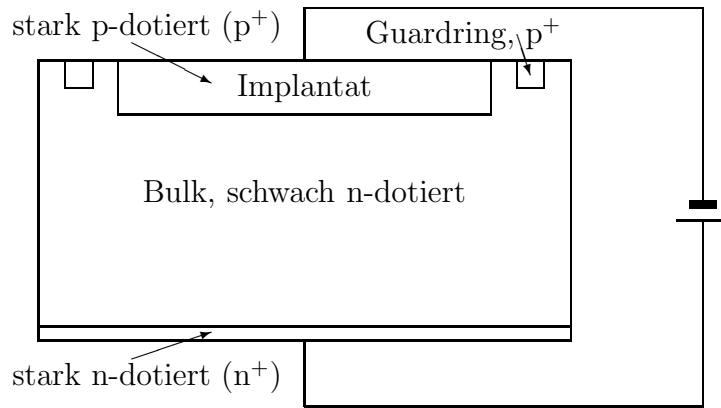 stark p-dotiert (p⁺)
Guardring, p⁺
Implantat
Bulk, schwach n-dotiert
stark n-dotiert (n⁺)